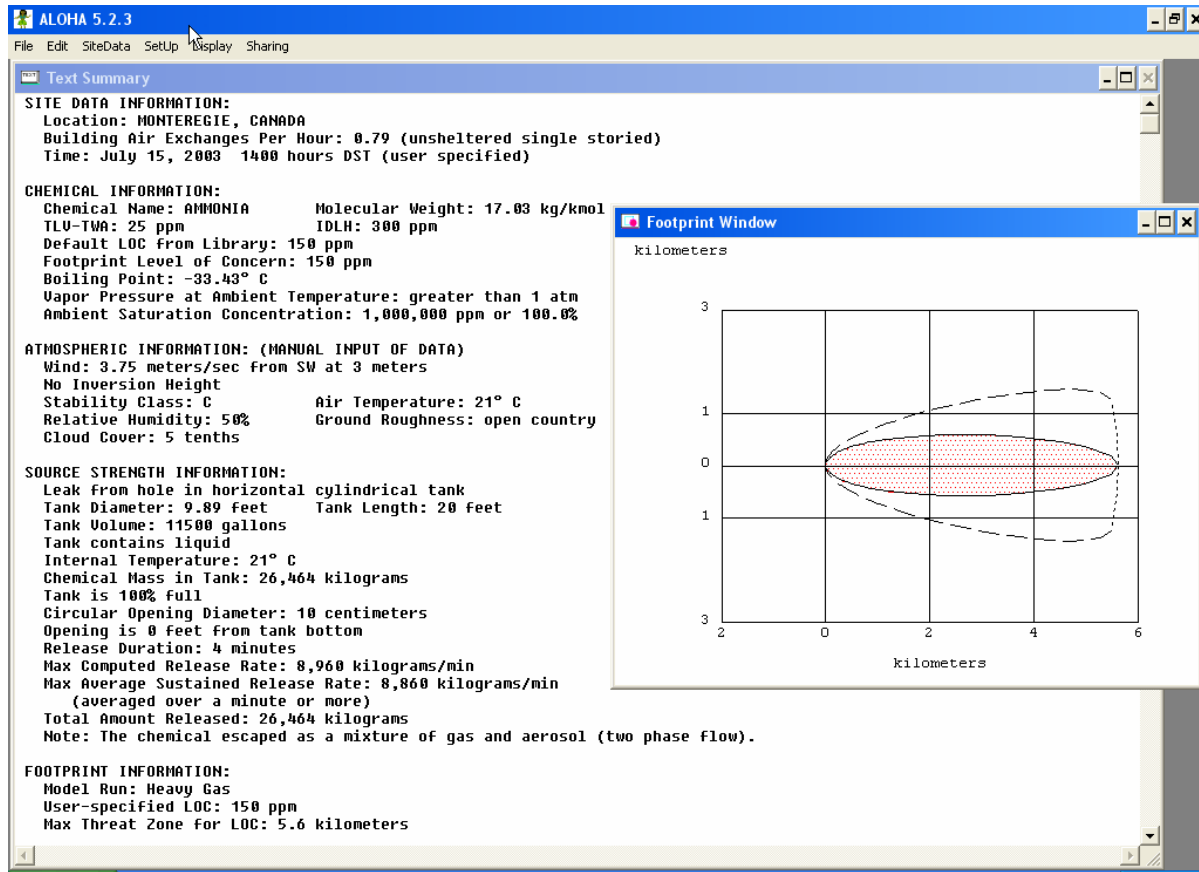 ALOHA 5.2.3
File Edit SiteData SetUp Display Sharing
Text Summary
SITE DATA INFORMATION:
Location: MONTEREGIE, CANADA
Building Air Exchanges Per Hour: 0.79 (unsheltered single storied)
Time: July 15, 2003 1400 hours DST (user specified)
CHEMICAL INFORMATION:
Chemical Name: AMMONIA Molecular Weight: 17.03 kg/kmol
TLV-TWA: 25 ppm IDLH: 300 ppm
Default LOC from Library: 150 ppm
Footprint Level of Concern: 150 ppm
Boiling Point: -33.43° C
Vapor Pressure at Ambient Temperature: greater than 1 atm
Ambient Saturation Concentration: 1,000,000 ppm or 100.0%
ATMOSPHERIC INFORMATION: (MANUAL INPUT OF DATA)
Wind: 3.75 meters/sec from SW at 3 meters
No Inversion Height
Stability Class: C Air Temperature: 21° C
Relative Humidity: 50% Ground Roughness: open country
Cloud Cover: 5 tenths
SOURCE STRENGTH INFORMATION:
Leak from hole in horizontal cylindrical tank
Tank Diameter: 9.89 feet Tank Length: 20 feet
Tank Volume: 11500 gallons
Tank contains liquid
Internal Temperature: 21° C
Chemical Mass in Tank: 26,464 kilograms
Tank is 100% full
Circular Opening Diameter: 10 centimeters
Opening is 0 feet from tank bottom
Release Duration: 4 minutes
Max Computed Release Rate: 8,960 kilograms/min
Max Average Sustained Release Rate: 8,860 kilograms/min
(averaged over a minute or more)
Total Amount Released: 26,464 kilograms
Note: The chemical escaped as a mixture of gas and aerosol (two phase flow).
FOOTPRINT INFORMATION:
Model Run: Heavy Gas
User-specified LOC: 150 ppm
Max Threat Zone for LOC: 5.6 kilometers
Footprint Window
kilometers
3
1
0
1
3
2 0 2 4 6
kilometers